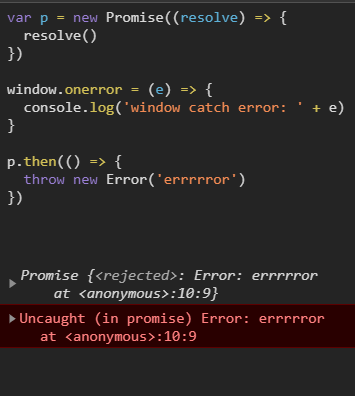 var p = new Promise((resolve) => {
  resolve()
})
window.onerror = (e) => {
  console.log('window catch error: ' + e)
}
p.then(() => {
  throw new Error('errrrror')
})
Promise {<rejected>: Error: errrrror
    at <anonymous>:10:9}
Uncaught (in promise) Error: errrrror
    at <anonymous>:10:9